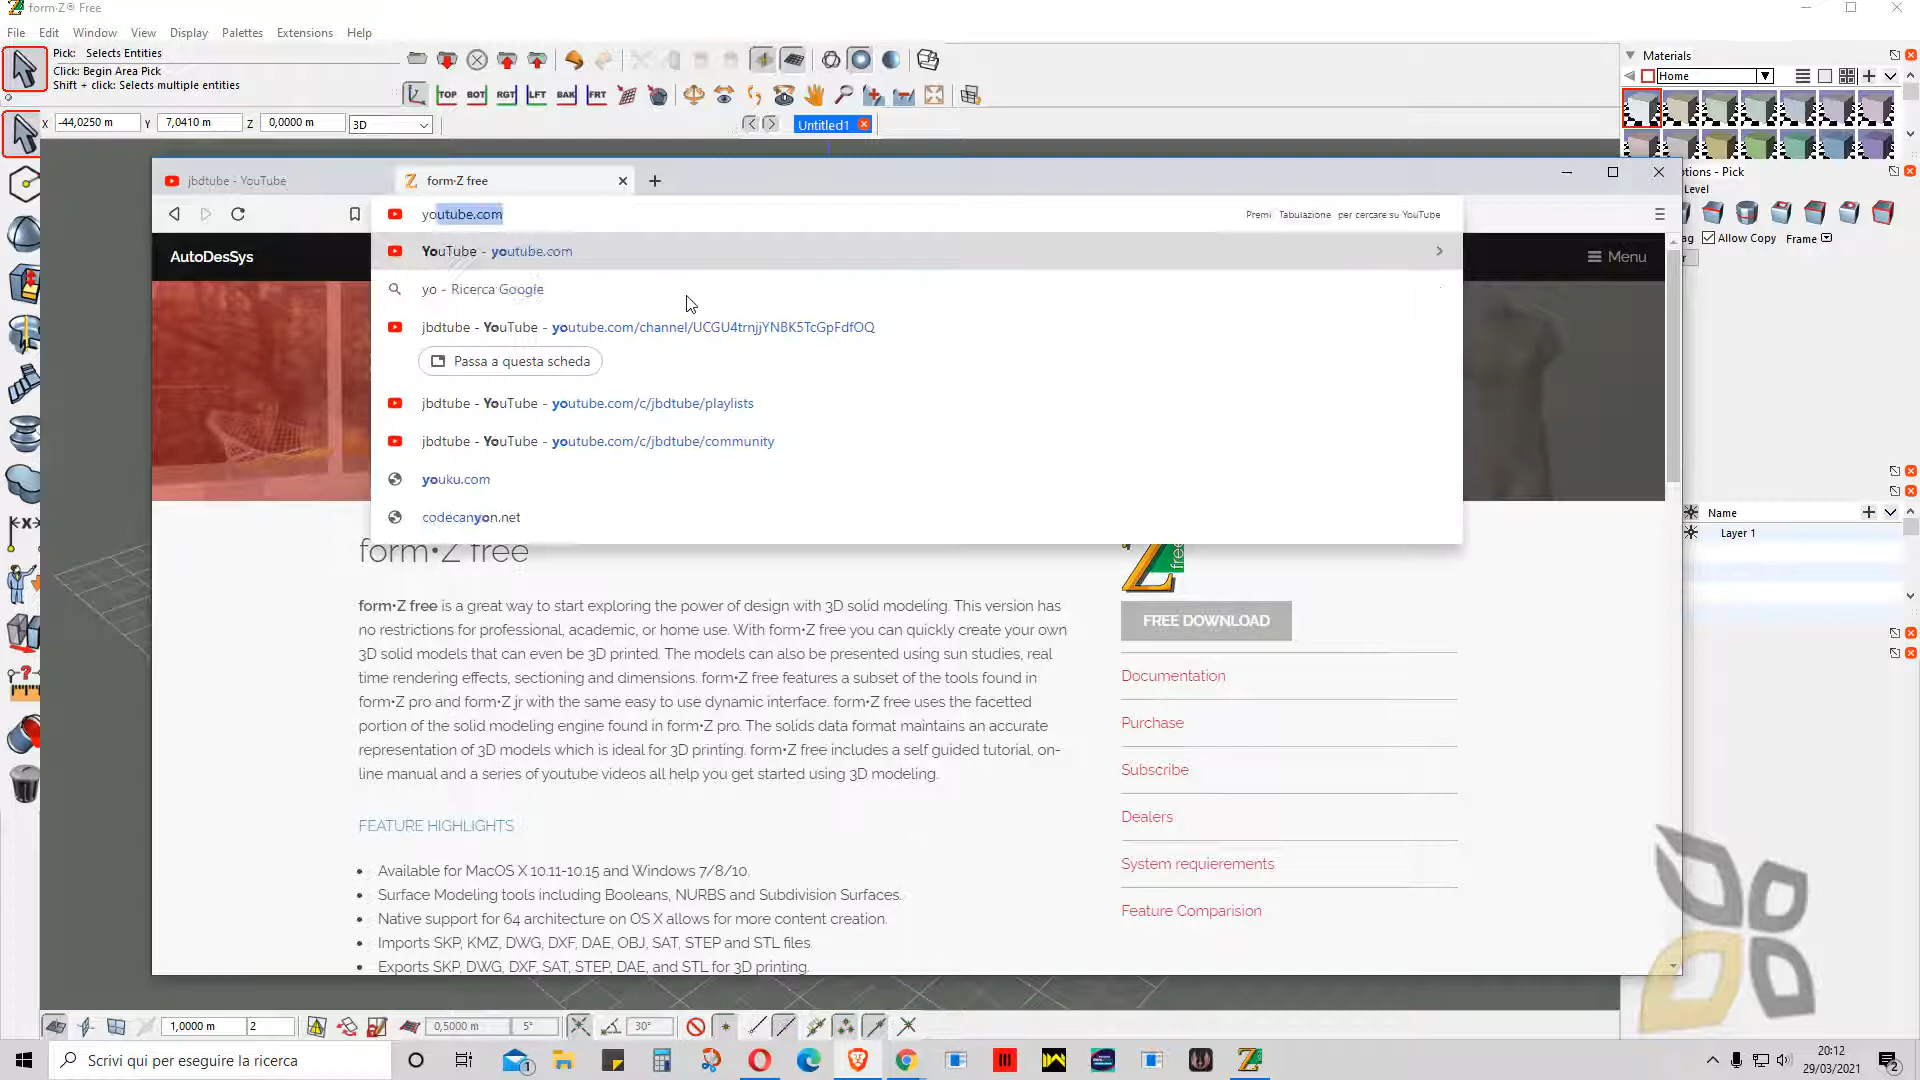 form·Z® Free
File Edit Window View Display Palettes Extensions Help
Pick: Selects Entities
Click: Begin Area Pick
Shift + click: Selects multiple entities
TOP BOT RGT LFT BAK FRT
X -44,0250 m Y 7,0410 m Z 0,0000 m 3D
Untitled1
Materials
Home
jbdtube - YouTube
form·Z free
youtube.com
Premi Tabulazione per cercare su YouTube
YouTube - youtube.com
yo - Ricerca Google
jbdtube - YouTube - youtube.com/channel/UCGU4trnjjYNBK5TcGpFdfOQ
Passa a questa scheda
jbdtube - YouTube - youtube.com/c/jbdtube/playlists
jbdtube - YouTube - youtube.com/c/jbdtube/community
youku.com
codecanyon.net
AutoDesSys
Menu
ptions - Pick
Level
ag Allow Copy Frame
Name
Layer 1
form•Z free
form•Z free is a great way to start exploring the power of design with 3D solid modeling. This version has
no restrictions for professional, academic, or home use. With form•Z free you can quickly create your own
3D solid models that can even be 3D printed. The models can also be presented using sun studies, real
time rendering effects, sectioning and dimensions. form•Z free features a subset of the tools found in
form•Z pro and form•Z jr with the same easy to use dynamic interface. form•Z free uses the facetted
portion of the solid modeling engine found in form•Z pro. The solids data format maintains an accurate
representation of 3D models which is ideal for 3D printing. form•Z free includes a self guided tutorial, on-
line manual and a series of youtube videos all help you get started using 3D modeling.
FEATURE HIGHLIGHTS
Available for MacOS X 10.11-10.15 and Windows 7/8/10.
Surface Modeling tools including Booleans, NURBS and Subdivision Surfaces.
Native support for 64 architecture on OS X allows for more content creation.
Imports SKP, KMZ, DWG, DXF, DAE, OBJ, SAT, STEP and STL files.
Exports SKP, DWG, DXF, SAT, STEP, DAE, and STL for 3D printing.
Z free
FREE DOWNLOAD
Documentation
Purchase
Subscribe
Dealers
System requierements
Feature Comparision
1,0000 m 2 0,5000 m 5° 30°
Scrivi qui per eseguire la ricerca
20:12
29/03/2021